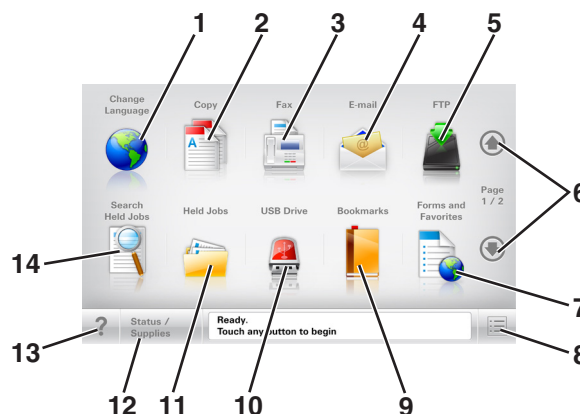 1 2 3 4 5
Change
Language
Copy
Fax
E-mail
FTP
A
@
6
Page
1 / 2
Search
Held Jobs
Held Jobs
USB Drive
Bookmarks
Forms and
Favorites
14
7
?
Status /
Supplies
Ready.
Touch any button to begin
8
13 12 11 10 9